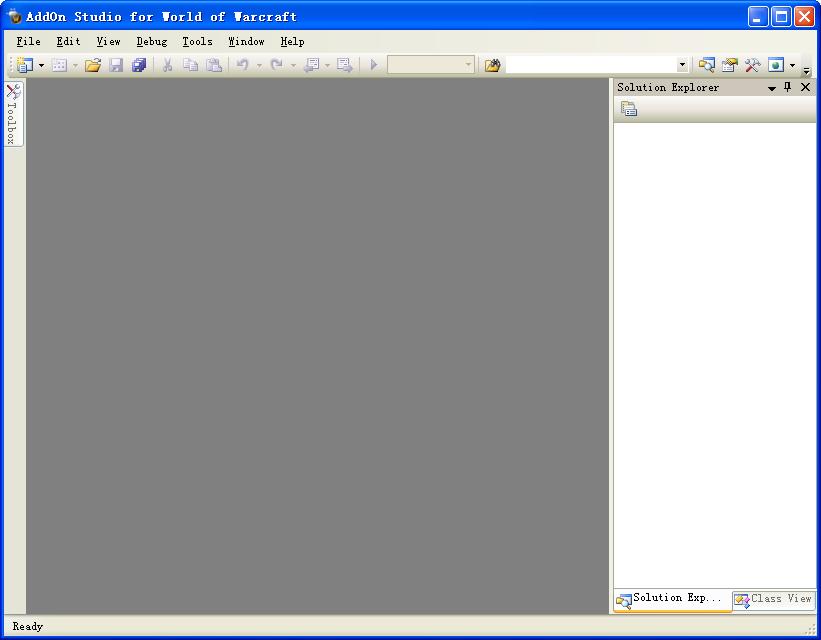 AddOn Studio for World of Warcraft
File Edit View Debug Tools Window Help
Toolbox
Solution Explorer
Solution Exp...
Class View
Ready